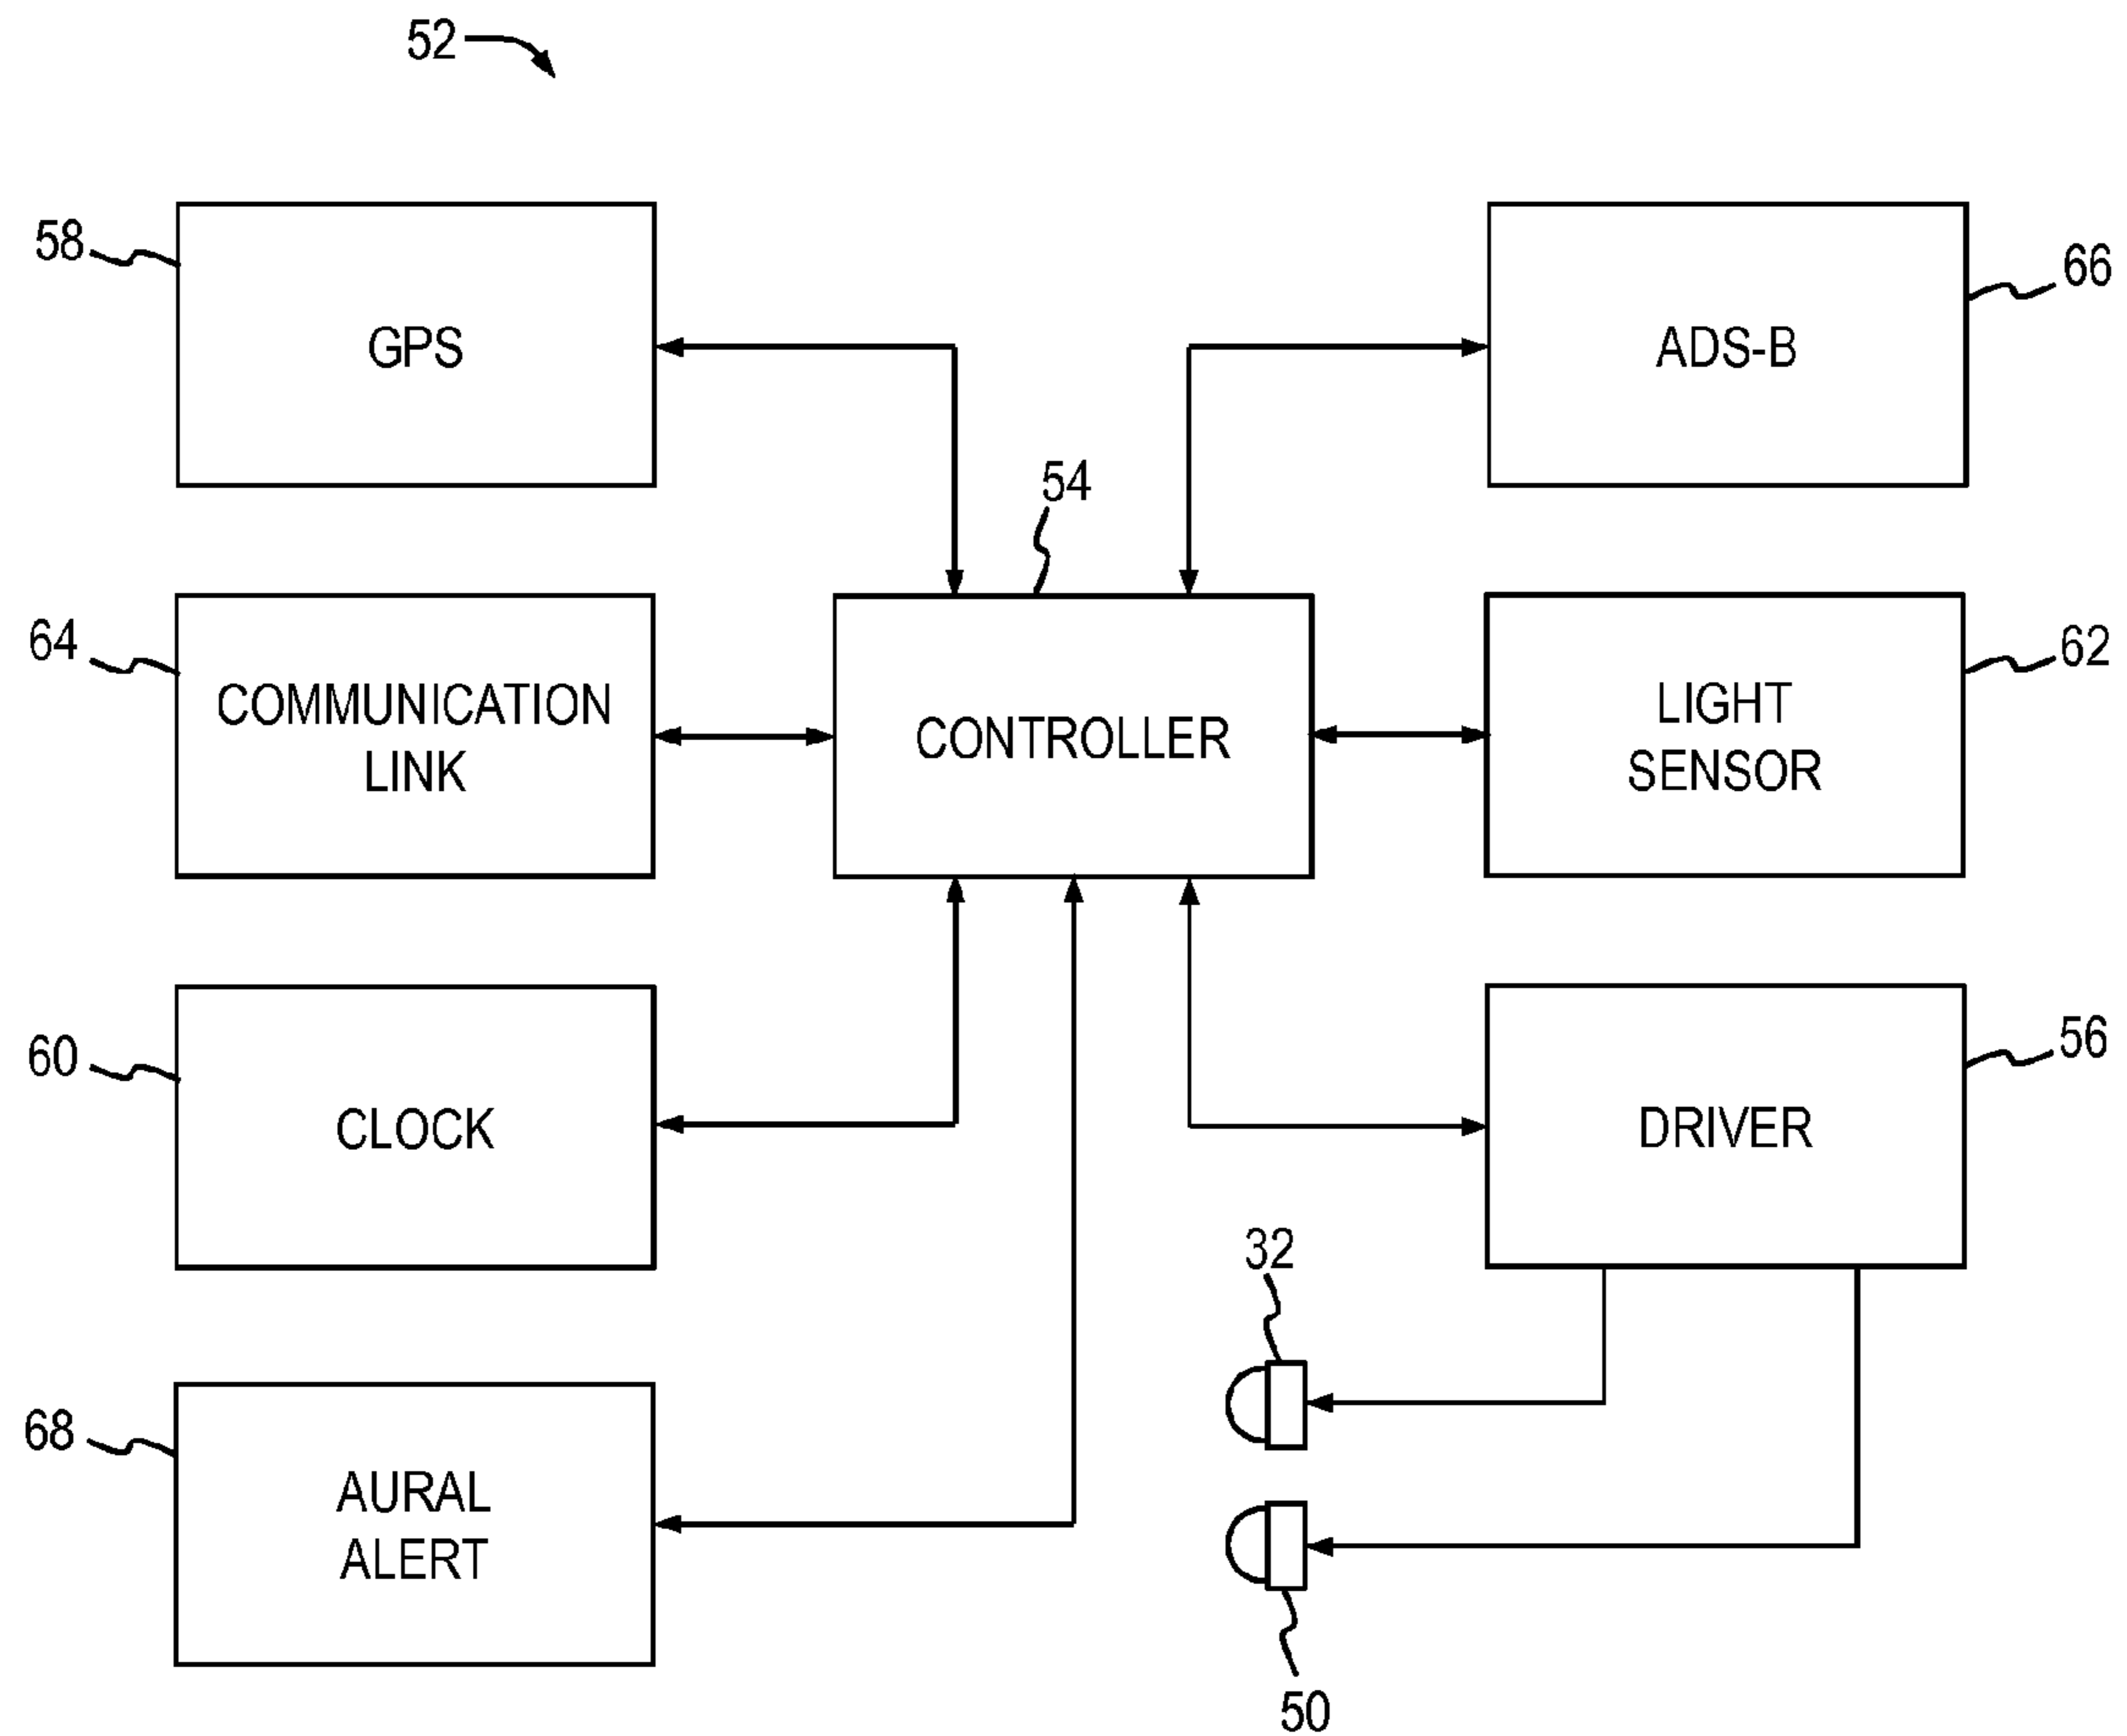 52
58
GPS
66
ADS-B
54
64
COMMUNICATION
LINK
CONTROLLER
62
LIGHT
SENSOR
60
CLOCK
56
DRIVER
32
68
AURAL
ALERT
50